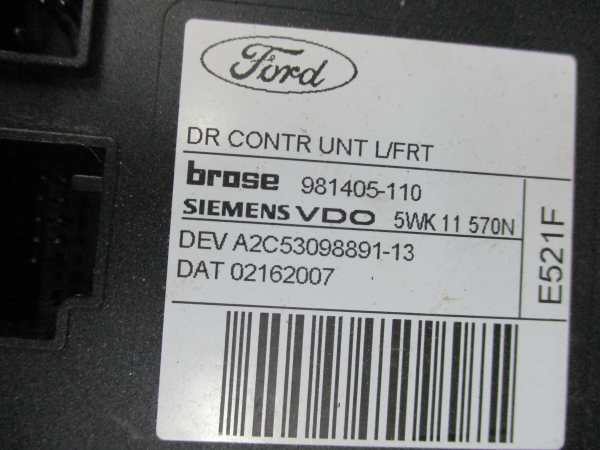 Ford
DR CONTR UNT L/FRT
brose 981405-110
SIEMENS VDO 5WK 11 570N
DEV A2C53098891-13
DAT 02162007
E521F